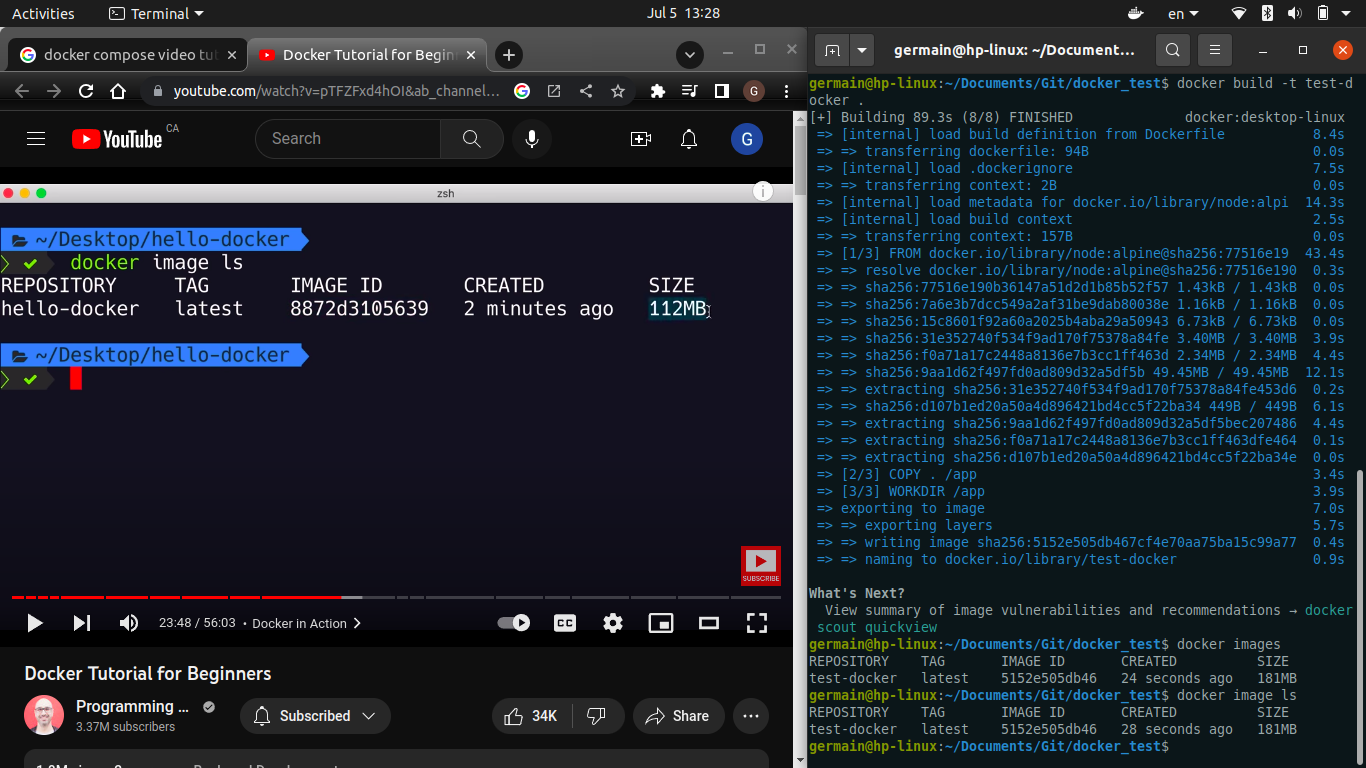 Activities
Terminal
Jul 5 13:28
en
docker compose video tut
Docker Tutorial for Beginn
youtube.com/watch?v=pTFZFxd4hOI&ab_channel...
G
YouTube CA
Search
G
zsh
~/Desktop/hello-docker
docker image ls
REPOSITORY TAG IMAGE ID CREATED SIZE
hello-docker latest 8872d3105639 2 minutes ago 112MB
~/Desktop/hello-docker
SUBSCRIBE
23:48 / 56:03 • Docker in Action
CC
Docker Tutorial for Beginners
Programming ...
3.37M subscribers
Subscribed
34K
Share
germain@hp-linux: ~/Document...
germain@hp-linux:~/Documents/Git/docker_test$ docker build -t test-d
ocker .
[+] Building 89.3s (8/8) FINISHED docker:desktop-linux
=> [internal] load build definition from Dockerfile 8.4s
=> => transferring dockerfile: 94B 0.0s
=> [internal] load .dockerignore 7.5s
=> => transferring context: 2B 0.0s
=> [internal] load metadata for docker.io/library/node:alpi 14.3s
=> [internal] load build context 2.5s
=> => transferring context: 157B 0.0s
=> [1/3] FROM docker.io/library/node:alpine@sha256:77516e19 43.4s
=> => resolve docker.io/library/node:alpine@sha256:77516e190 0.3s
=> => sha256:77516e190b36147a51d2d1b85b52f57 1.43kB / 1.43kB 0.0s
=> => sha256:7a6e3b7dcc549a2af31be9dab80038e 1.16kB / 1.16kB 0.0s
=> => sha256:15c8601f92a60a2025b4aba29a50943 6.73kB / 6.73kB 0.0s
=> => sha256:31e352740f534f9ad170f75378a84fe 3.40MB / 3.40MB 3.9s
=> => sha256:f0a71a17c2448a8136e7b3cc1ff463d 2.34MB / 2.34MB 4.4s
=> => sha256:9aa1d62f497fd0ad809d32a5df5b 49.45MB / 49.45MB 12.1s
=> => extracting sha256:31e352740f534f9ad170f75378a84fe453d6 0.2s
=> => sha256:d107b1ed20a50a4d896421bd4cc5f22ba34 449B / 449B 6.1s
=> => extracting sha256:9aa1d62f497fd0ad809d32a5df5bec207486 4.4s
=> => extracting sha256:f0a71a17c2448a8136e7b3cc1ff463dfe464 0.1s
=> => extracting sha256:d107b1ed20a50a4d896421bd4cc5f22ba34e 0.0s
=> [2/3] COPY . /app 3.4s
=> [3/3] WORKDIR /app 3.9s
=> exporting to image 7.0s
=> => exporting layers 5.7s
=> => writing image sha256:5152e505db467cf4e70aa75ba15c99a77 0.4s
=> => naming to docker.io/library/test-docker 0.9s
What's Next?
View summary of image vulnerabilities and recommendations → docker
scout quickview
germain@hp-linux:~/Documents/Git/docker_test$ docker images
REPOSITORY TAG IMAGE ID CREATED SIZE
test-docker latest 5152e505db46 24 seconds ago 181MB
germain@hp-linux:~/Documents/Git/docker_test$ docker image ls
REPOSITORY TAG IMAGE ID CREATED SIZE
test-docker latest 5152e505db46 28 seconds ago 181MB
germain@hp-linux:~/Documents/Git/docker_test$